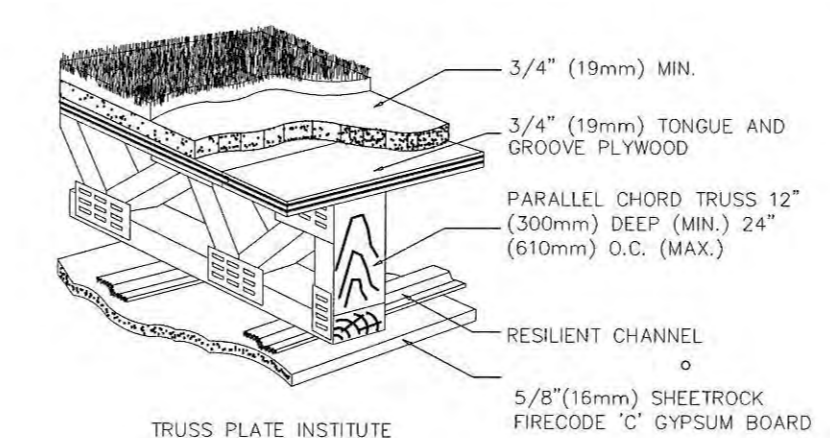 3/4" (19mm) MIN.
3/4" (19mm) TONGUE AND
GROOVE PLYWOOD
PARALLEL CHORD TRUSS 12"
(300mm) DEEP (MIN.) 24"
(610mm) O.C. (MAX.)
RESILIENT CHANNEL
5/8"(16mm) SHEETROCK
FIRECODE 'C' GYPSUM BOARD
TRUSS PLATE INSTITUTE